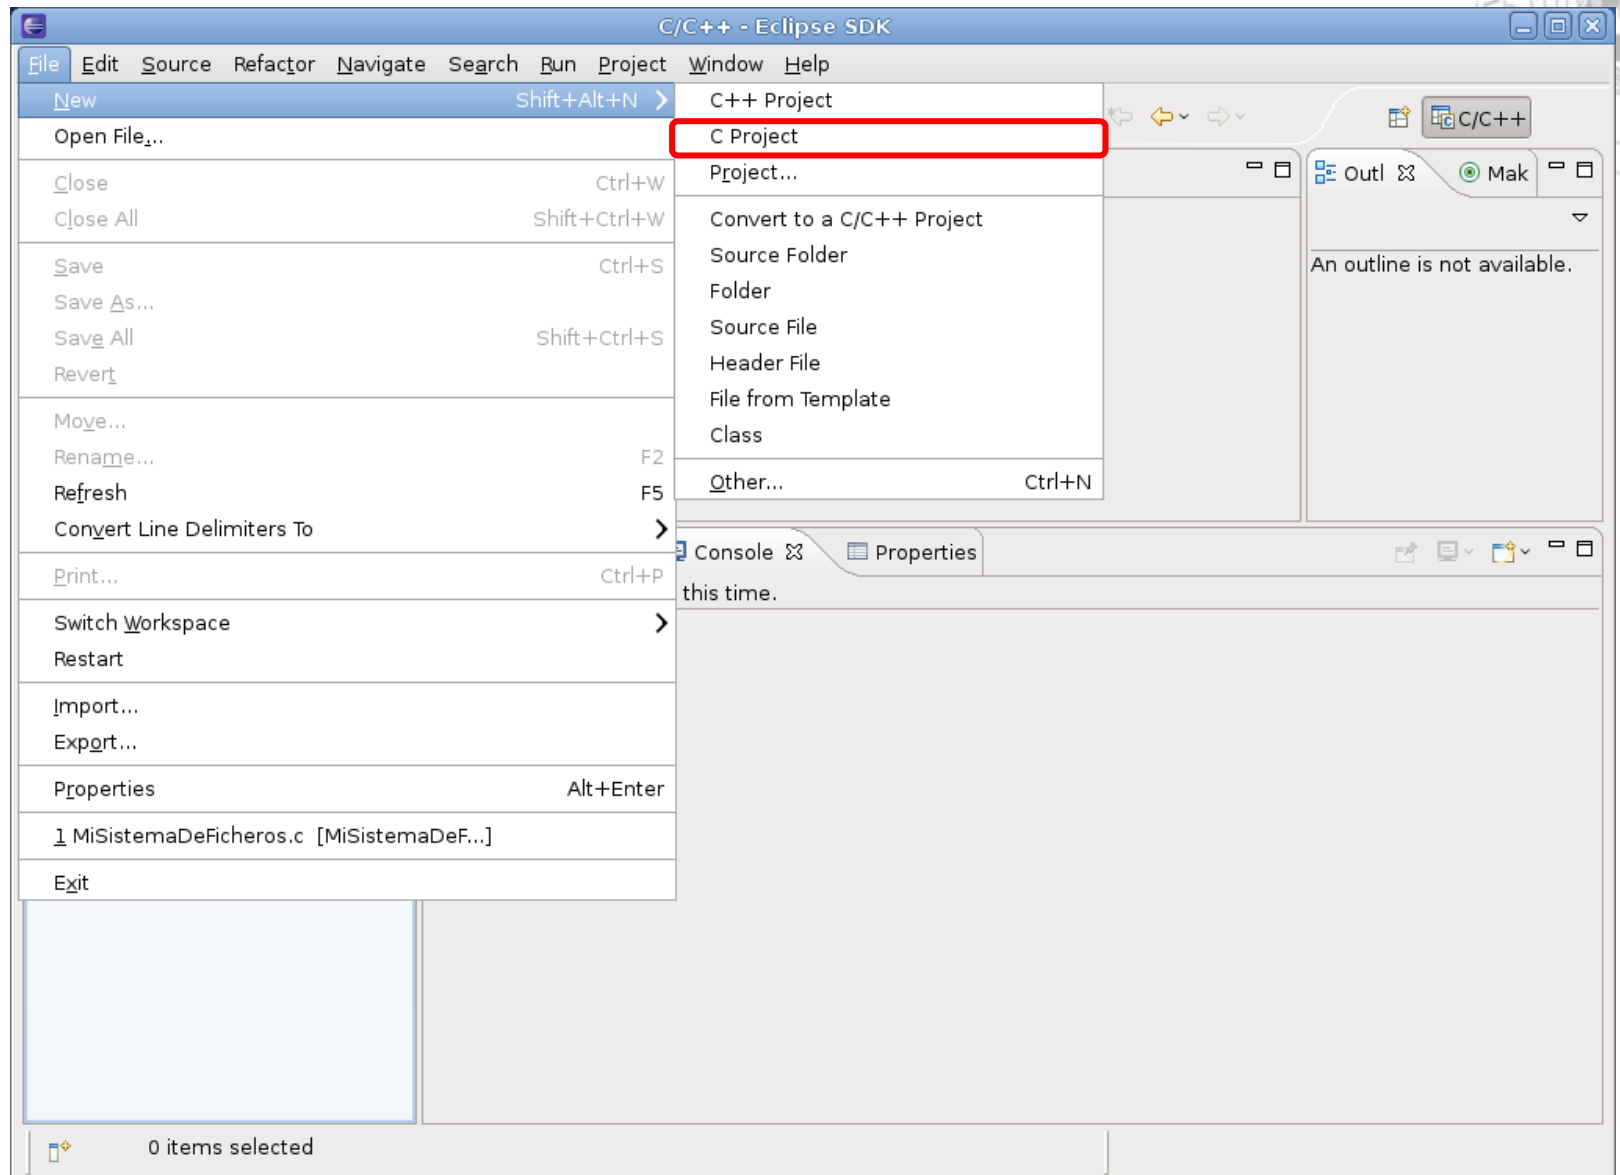 C/C++ - Eclipse SDK
File Edit Source Refactor Navigate Search Run Project Window Help
New Shift+Alt+N
Open File...
Close Ctrl+W
Close All Shift+Ctrl+W
Save Ctrl+S
Save As...
Save All Shift+Ctrl+S
Revert
Move...
Rename... F2
Refresh F5
Convert Line Delimiters To
Print... Ctrl+P
Switch Workspace
Restart
Import...
Export...
Properties Alt+Enter
1 MiSistemaDeFicheros.c [MiSistemaDeF...]
Exit
C++ Project
C Project
Project...
Convert to a C/C++ Project
Source Folder
Folder
Source File
Header File
File from Template
Class
Other... Ctrl+N
C/C++
Outl Mak
An outline is not available.
Console Properties
this time.
0 items selected